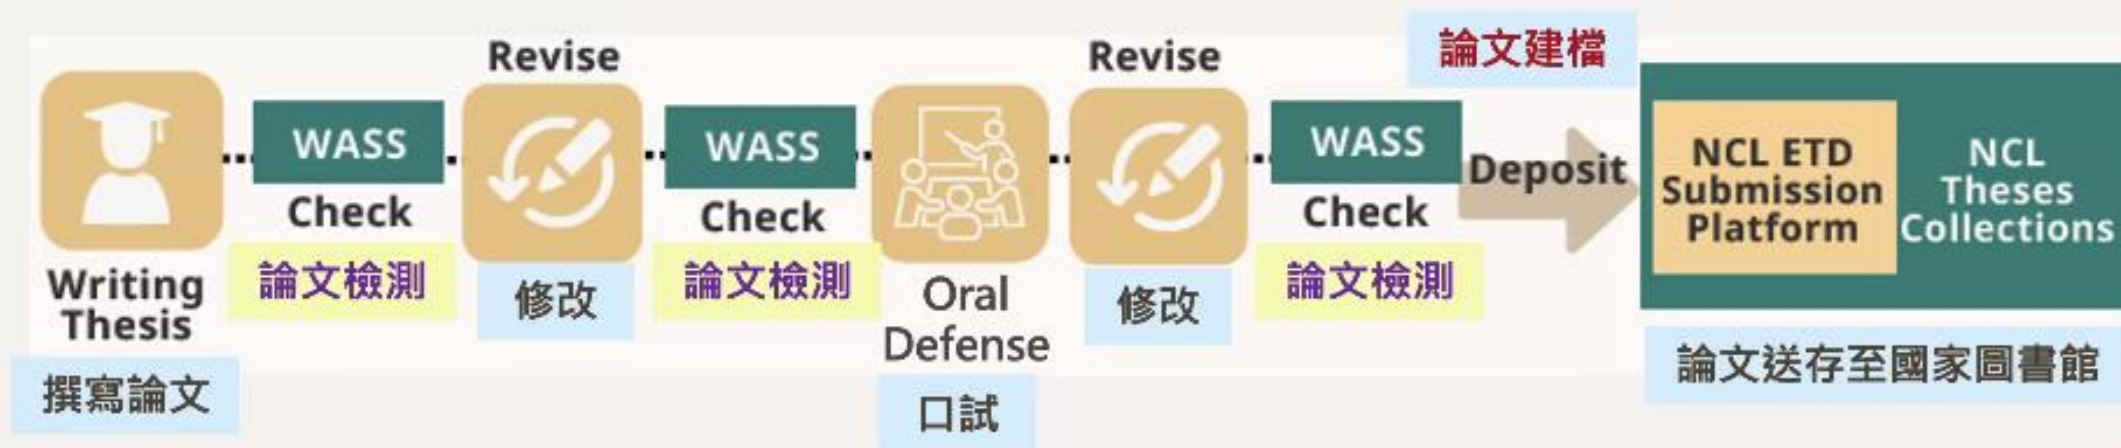 Writing
Thesis
撰寫論文
WASS
Check
論文檢測
Revise
修改
WASS
Check
論文檢測
Oral
Defense
口試
Revise
修改
WASS
Check
論文檢測
論文建檔
Deposit
NCL ETD
Submission
Platform
NCL
Theses
Collections
論文送存至國家圖書館